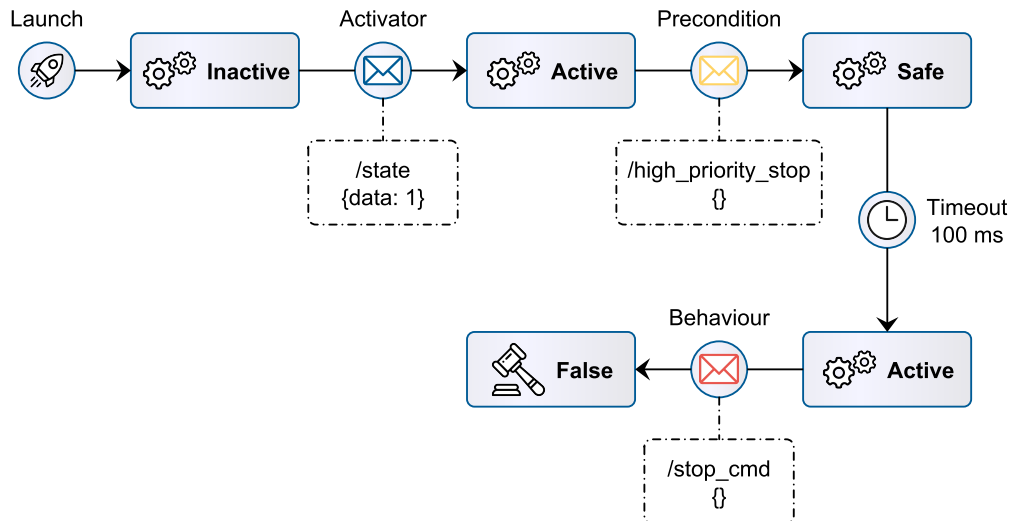 Launch
Activator
Precondition
Inactive
Active
Safe
/state
{data: 1}
/high_priority_stop
{}
Timeout
100 ms
Behaviour
False
Active
/stop_cmd
{}